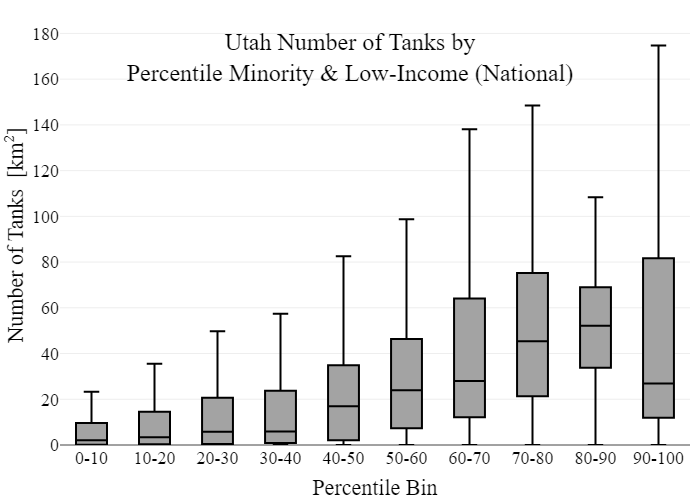 Utah Number of Tanks by
Percentile Minority & Low-Income (National)
Number of Tanks [km²]
180
160
140
120
100
80
60
40
20
0
0-10 10-20 20-30 30-40 40-50 50-60 60-70 70-80 80-90 90-100
Percentile Bin